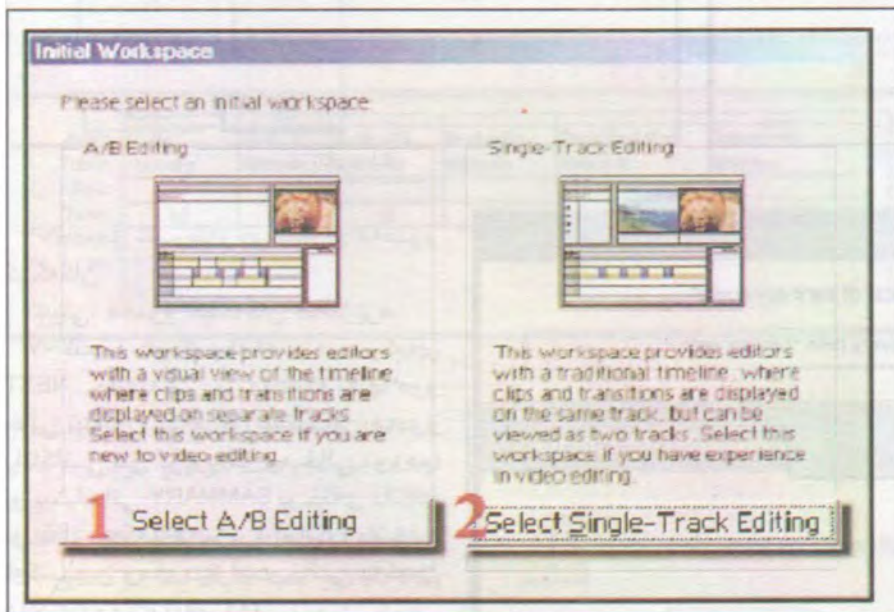 Initial Workspace
Please select an initial workspace
A/B Editing
This workspace provides editors
with a visual view of the timeline,
where clips and transitions are
displayed on separate tracks.
Select this workspace if you are
new to video editing.
1 Select A/B Editing
Single-Track Editing
This workspace provides editors
with a traditional timeline, where
clips and transitions are displayed
on the same track, but can be
viewed as two tracks. Select this
workspace if you have experience
in video editing.
2 Select Single-Track Editing